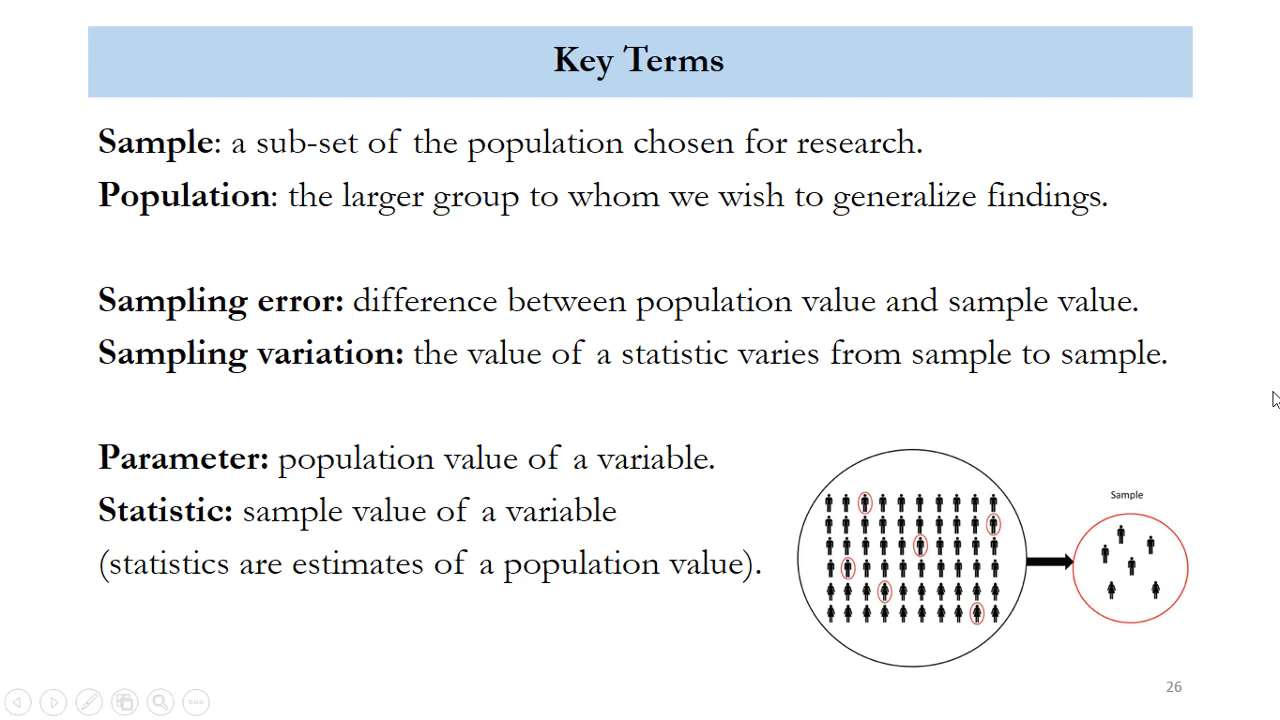 Key Terms
Sample: a sub-set of the population chosen for research.
Population: the larger group to whom we wish to generalize findings.
Sampling error: difference between population value and sample value.
Sampling variation: the value of a statistic varies from sample to sample.
Parameter: population value of a variable.
Statistic: sample value of a variable
(statistics are estimates of a population value).
Sample
26